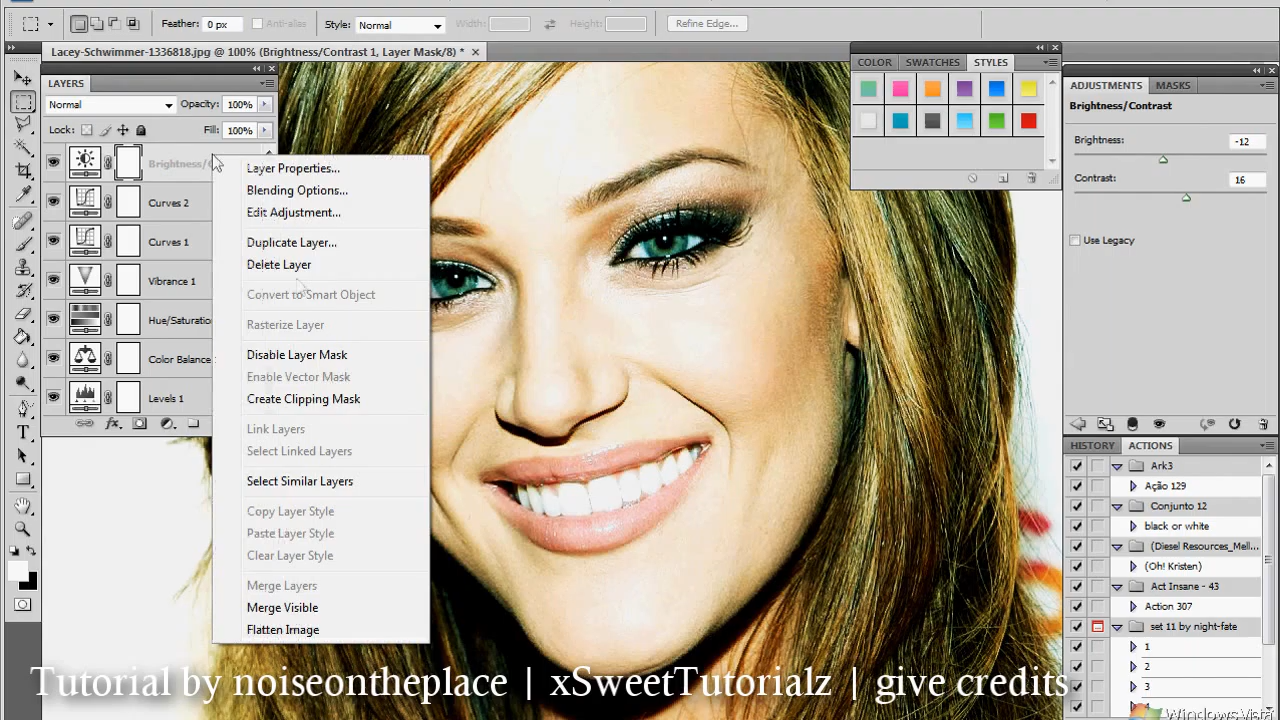 Feather: 0 px Anti-alias Style: Normal Width: Height: Refine Edge...
Lacey-Schwimmer-1336818.jpg @ 100% (Brightness/Contrast 1, Layer Mask/8) *
LAYERS
Normal Opacity: 100%
Lock: Fill: 100%
Curves 2
Curves 1
Vibrance 1
Hue/Saturatio
Color Balance
Levels 1
Layer Properties...
Blending Options...
Edit Adjustment...
Duplicate Layer...
Delete Layer
Convert to Smart Object
Rasterize Layer
Disable Layer Mask
Enable Vector Mask
Create Clipping Mask
Link Layers
Select Linked Layers
Select Similar Layers
Copy Layer Style
Paste Layer Style
Clear Layer Style
Merge Layers
Merge Visible
Flatten Image
COLOR SWATCHES STYLES
ADJUSTMENTS MASKS
Brightness/Contrast
Brightness: -12
Contrast: 16
Use Legacy
HISTORY ACTIONS
Ark3
Ação 129
Conjunto 12
black or white
(Diesel Resources_Mell...
(Oh! Kristen)
Act Insane - 43
Action 307
set 11 by night-fate
1
2
3
Tutorial by noiseontheplace | xSweetTutorialz | give credits
Windows Vista